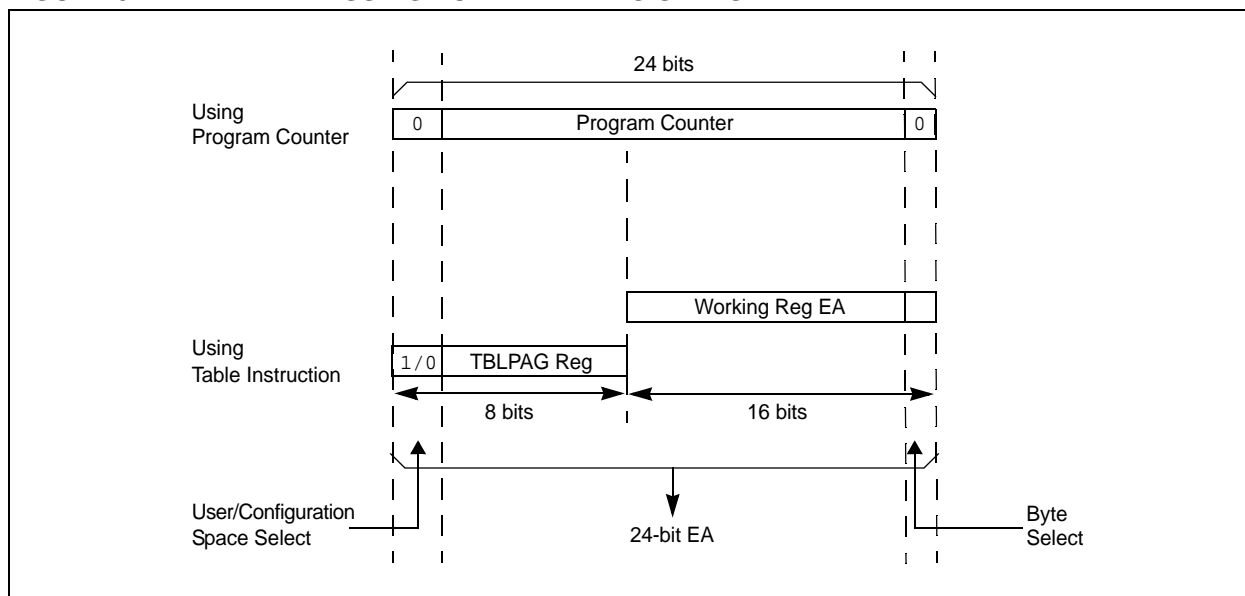 24 bits
Using
Program Counter
0
Program Counter
0
Working Reg EA
Using
Table Instruction
1/0
TBLPAG Reg
8 bits
16 bits
User/Configuration
Space Select
24-bit EA
Byte
Select